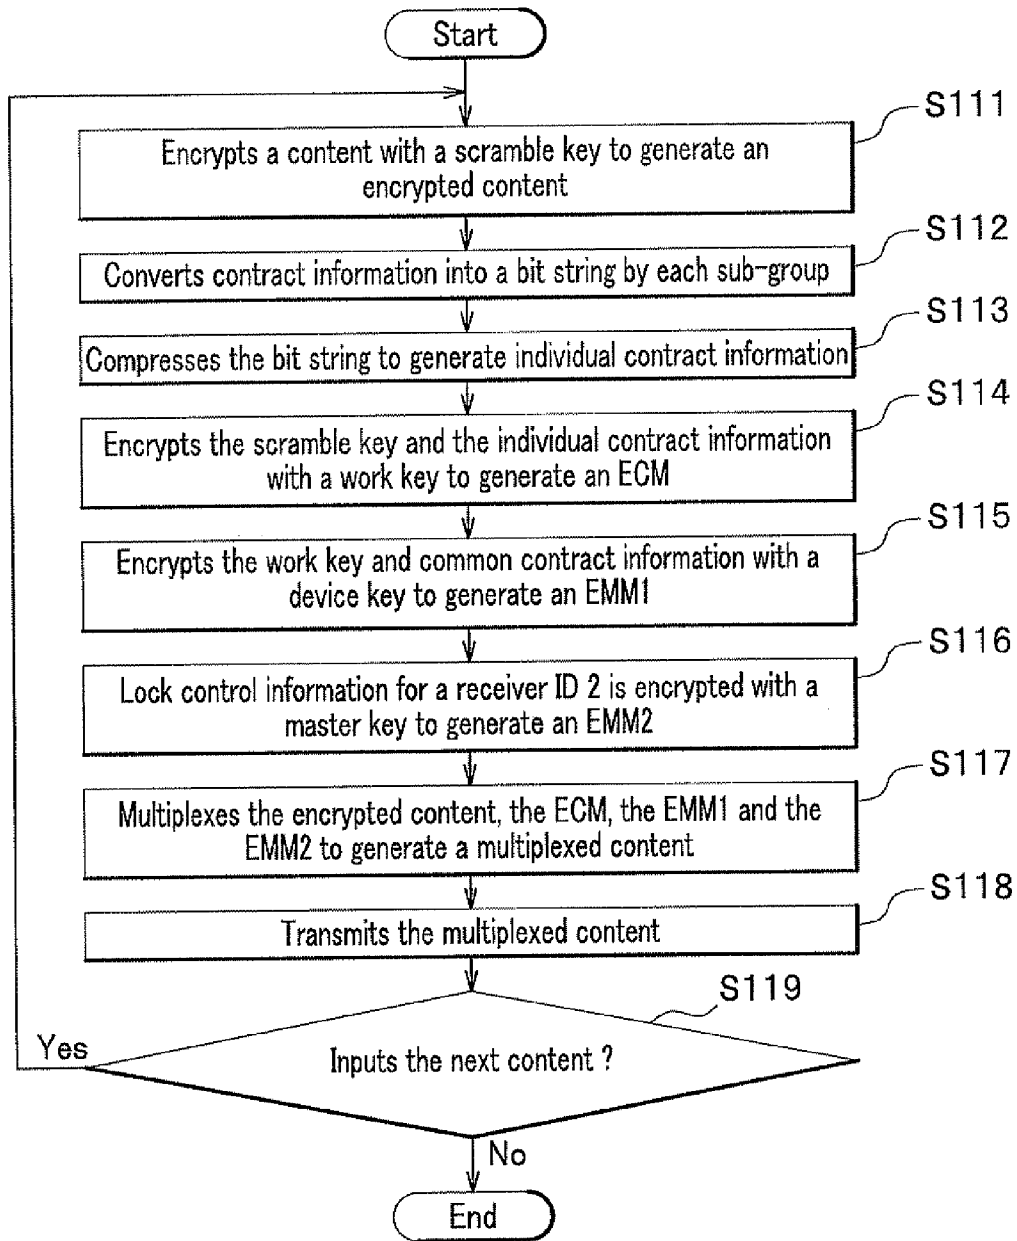 Start
S111
Encrypts a content with a scramble key to generate an
encrypted content
S112
Converts contract information into a bit string by each sub-group
S113
Compresses the bit string to generate individual contract information
S114
Encrypts the scramble key and the individual contract information
with a work key to generate an ECM
S115
Encrypts the work key and common contract information with a
device key to generate an EMM1
S116
Lock control information for a receiver ID 2 is encrypted with a
master key to generate an EMM2
S117
Multiplexes the encrypted content, the ECM, the EMM1 and the
EMM2 to generate a multiplexed content
S118
Transmits the multiplexed content
S119
Yes
Inputs the next content ?
No
End